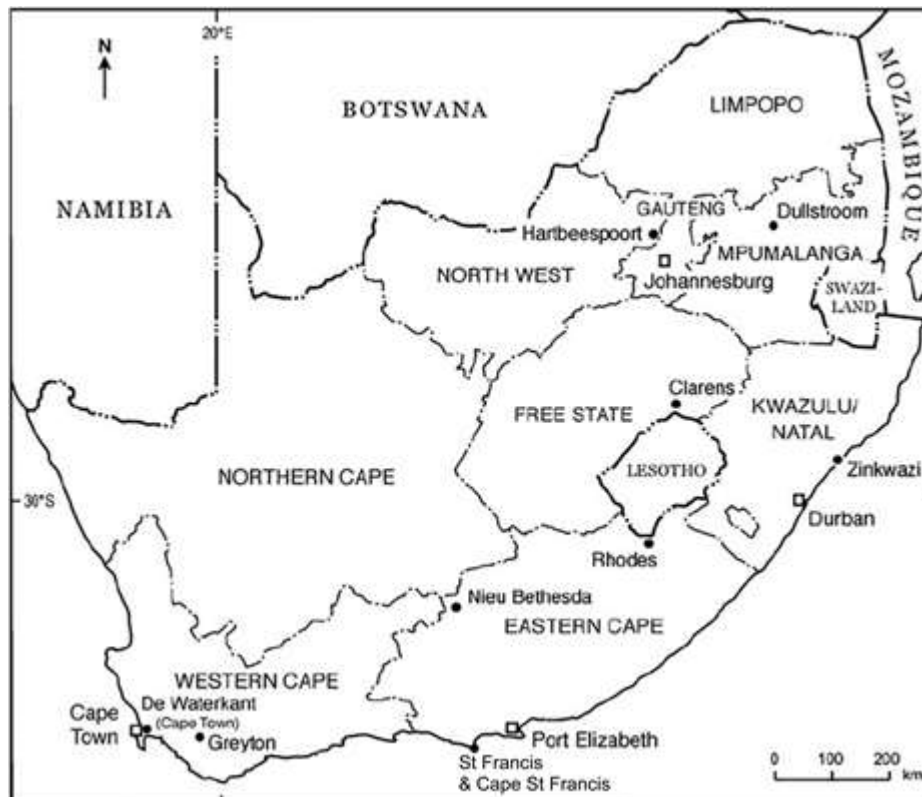 20°E
N
MOZAMBIQUE
LIMPOPO
BOTSWANA
NAMIBIA
GAUTENG
Dullstroom
Hartbeespoort
MPUMALANGA
NORTH WEST
Johannesburg
SWAZI-
LAND
Clarens
FREE STATE
KWAZULU/
NATAL
LESOTHO
Zinkwazi
NORTHERN CAPE
30°S
Durban
Rhodes
Nieu Bethesda
EASTERN CAPE
WESTERN CAPE
De Waterkant
(Cape Town)
Cape
Town
Greyton
Port Elizabeth
St Francis
& Cape St Francis
0 100 200
km